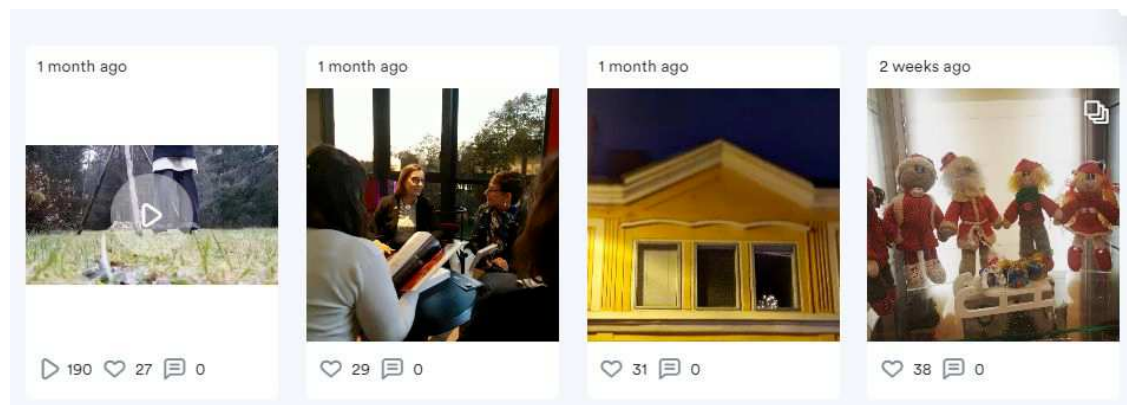 1 month ago
1 month ago
1 month ago
2 weeks ago
190 27 0
29 0
31 0
38 0